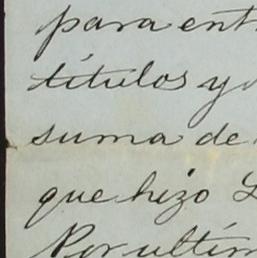 para ent
títulos y
suma de
que hizo
Por últim